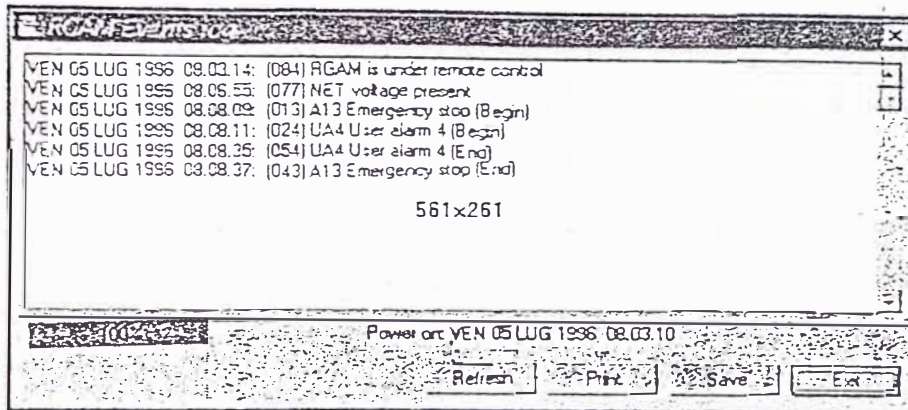 RGAM Events log
VEN 05 LUG 1996 08.03.14: (084) RGAM is under remote control
VEN 05 LUG 1996 08.06.55: (077) NET voltage present
VEN 05 LUG 1996 08.08.09: (013) A13 Emergency stop (Begin)
VEN 05 LUG 1996 08.08.11: (024) UA4 User alarm 4 (Begin)
VEN 05 LUG 1996 08.08.35: (054) UA4 User alarm 4 (End)
VEN 05 LUG 1996 08.08.37: (043) A13 Emergency stop (End)
561x261
Power on: VEN 05 LUG 1996 08.03.10
Refresh Print Save Exit